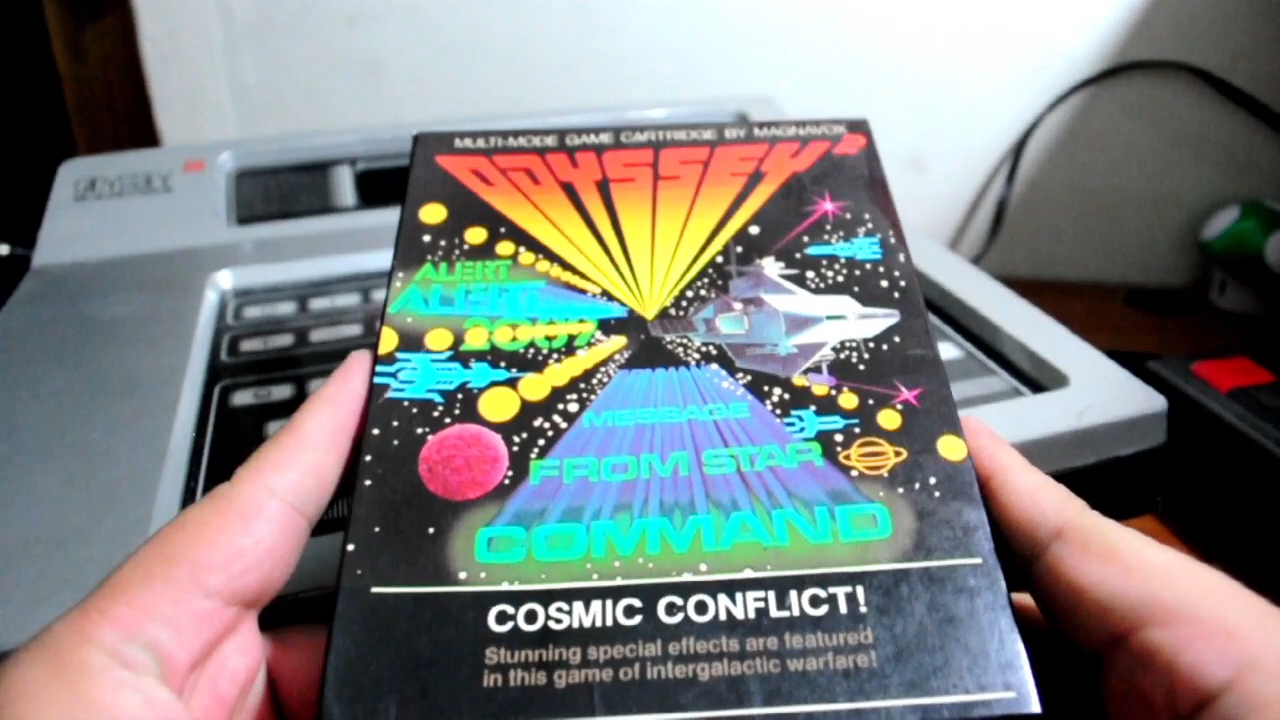 MULTI-MODE GAME CARTRIDGE BY MAGNAVOX
ODYSSEY²
ALERT
ALERT
2007
MESSAGE
FROM STAR
COMMAND
COSMIC CONFLICT!
Stunning special effects are featured
in this game of intergalactic warfare!